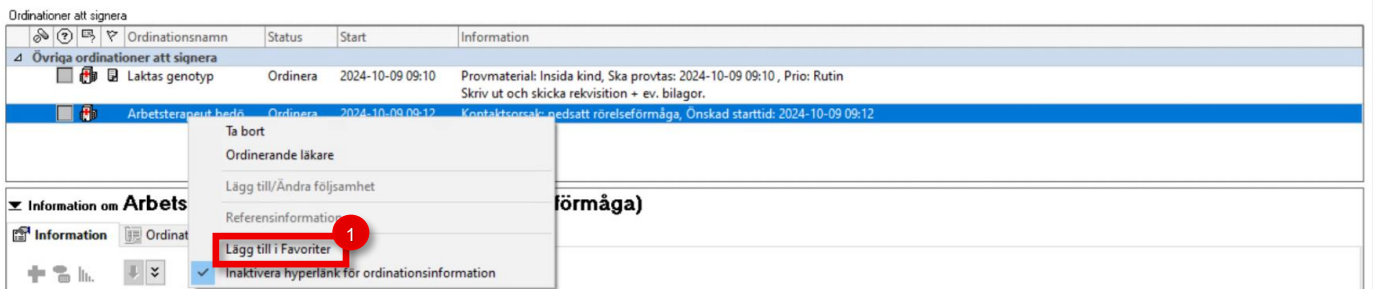 Ordinationer att signera
Ordinationsnamn Status Start Information
Övriga ordinationer att signera
Laktas genotyp Ordinera 2024-10-09 09:10 Provmaterial: Insida kind, Ska provtas: 2024-10-09 09:10 , Prio: Rutin
Skriv ut och skicka rekvisition + ev. bilagor.
Arbetsterapeut bedö Ordinera 2024-10-09 09:12 Kontaktsorsak: nedsatt rörelseförmåga, Önskad starttid: 2024-10-09 09:12
Ta bort
Ordinerande läkare
Lägg till/Ändra följsamhet
Information om Arbets förmåga)
Referensinformation
1
Information Ordinat
Lägg till i Favoriter
Inaktivera hyperlänk för ordinationsinformation